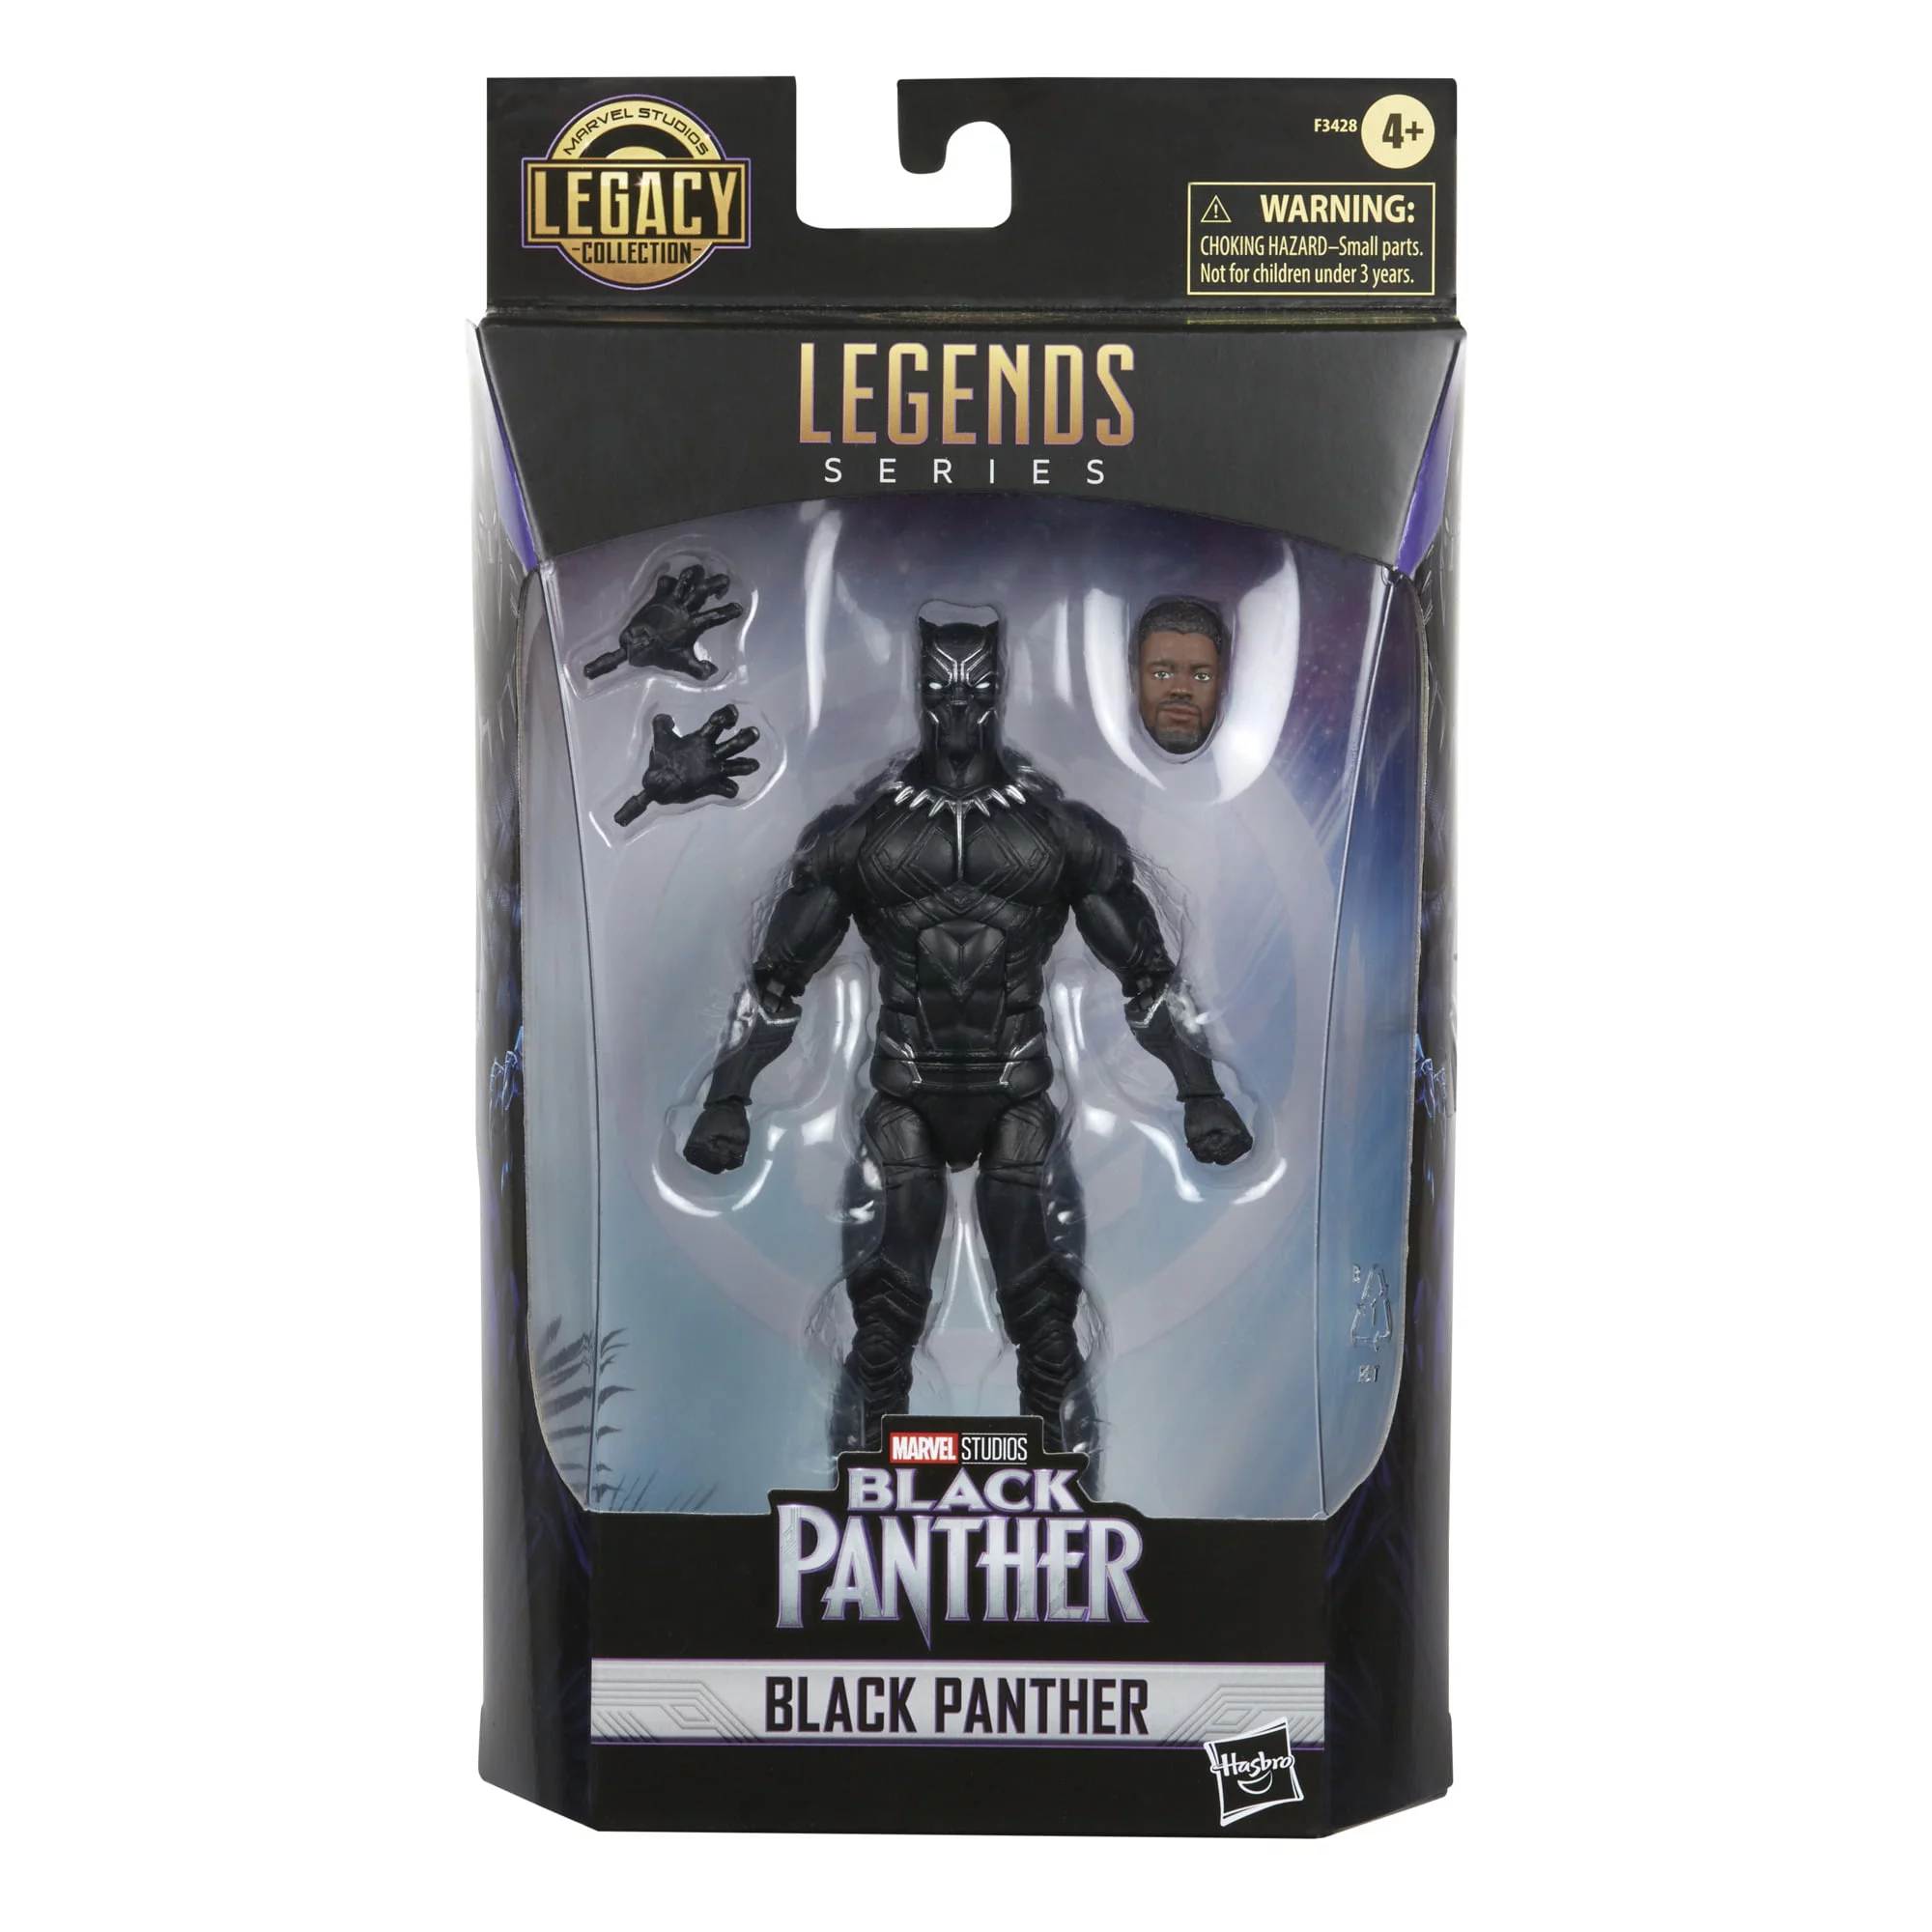 MARVEL STUDIOS
LEGACY
COLLECTION
F3428
4+
WARNING:
CHOKING HAZARD–Small parts.
Not for children under 3 years.
LEGENDS
SERIES
MARVEL STUDIOS
BLACK
PANTHER
BLACK PANTHER
Hasbro